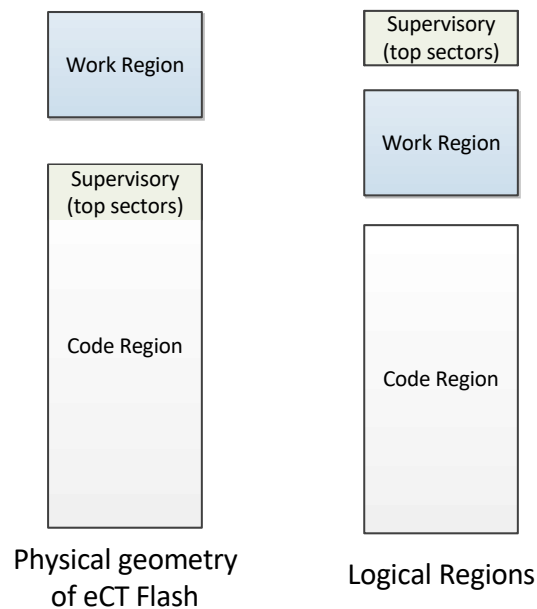 Work Region
Supervisory
(top sectors)
Code Region
Physical geometry
of eCT Flash
Supervisory
(top sectors)
Work Region
Code Region
Logical Regions